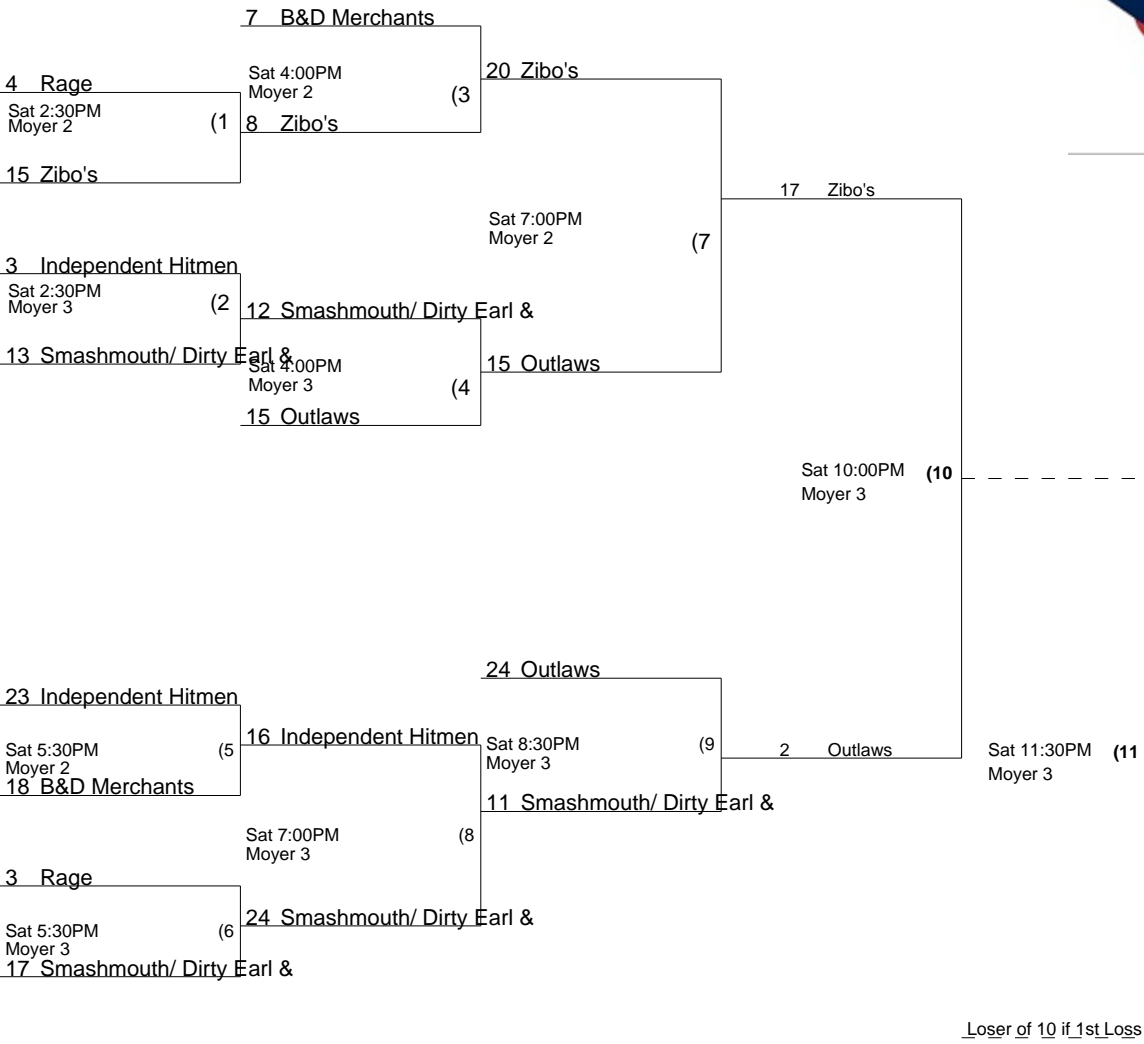 7 B&D Merchants
4 Rage
Sat 4:00PM
Moyer 2
(3
20 Zibo's
Sat 2:30PM
Moyer 2
(1
8 Zibo's
15 Zibo's
17 Zibo's
Sat 7:00PM
Moyer 2
(7
3 Independent Hitmen
Sat 2:30PM
Moyer 3
(2
12 Smashmouth/ Dirty Earl &
13 Smashmouth/ Dirty Earl &
Sat 4:00PM
Moyer 3
(4
15 Outlaws
15 Outlaws
Sat 10:00PM
Moyer 3
(10
24 Outlaws
23 Independent Hitmen
Sat 5:30PM
Moyer 2
(5
16 Independent Hitmen
Sat 8:30PM
Moyer 3
(9
2 Outlaws
Sat 11:30PM
Moyer 3
(11
18 B&D Merchants
11 Smashmouth/ Dirty Earl &
Sat 7:00PM
Moyer 3
(8
3 Rage
24 Smashmouth/ Dirty Earl &
Sat 5:30PM
Moyer 3
(6
17 Smashmouth/ Dirty Earl &
Loser of 10 if 1st Loss